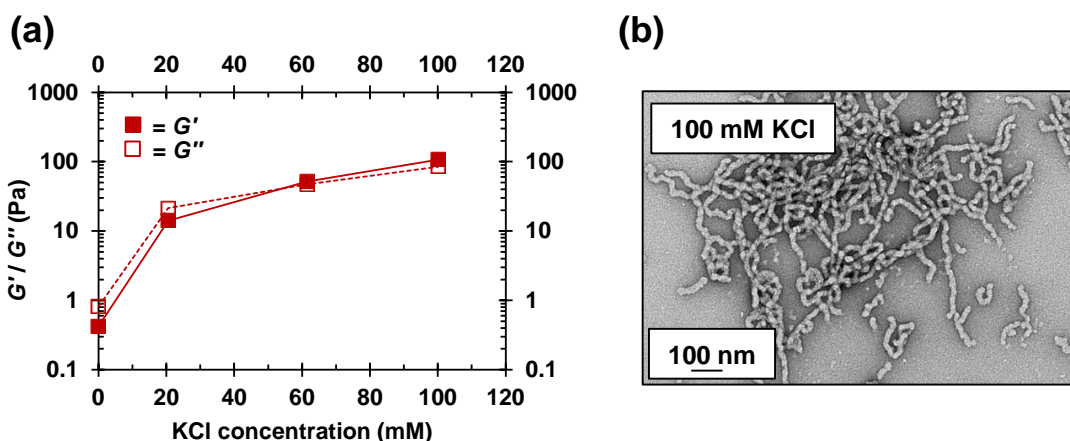 (a)
0 20 40 60 80 100 120
1000 1000
= G′
= G′′
100 100
10 10
1 1
0.1 0.1
G′ / G′′ (Pa)
0 20 40 60 80 100 120
KCl concentration (mM)
(b)
100 mM KCl
100 nm